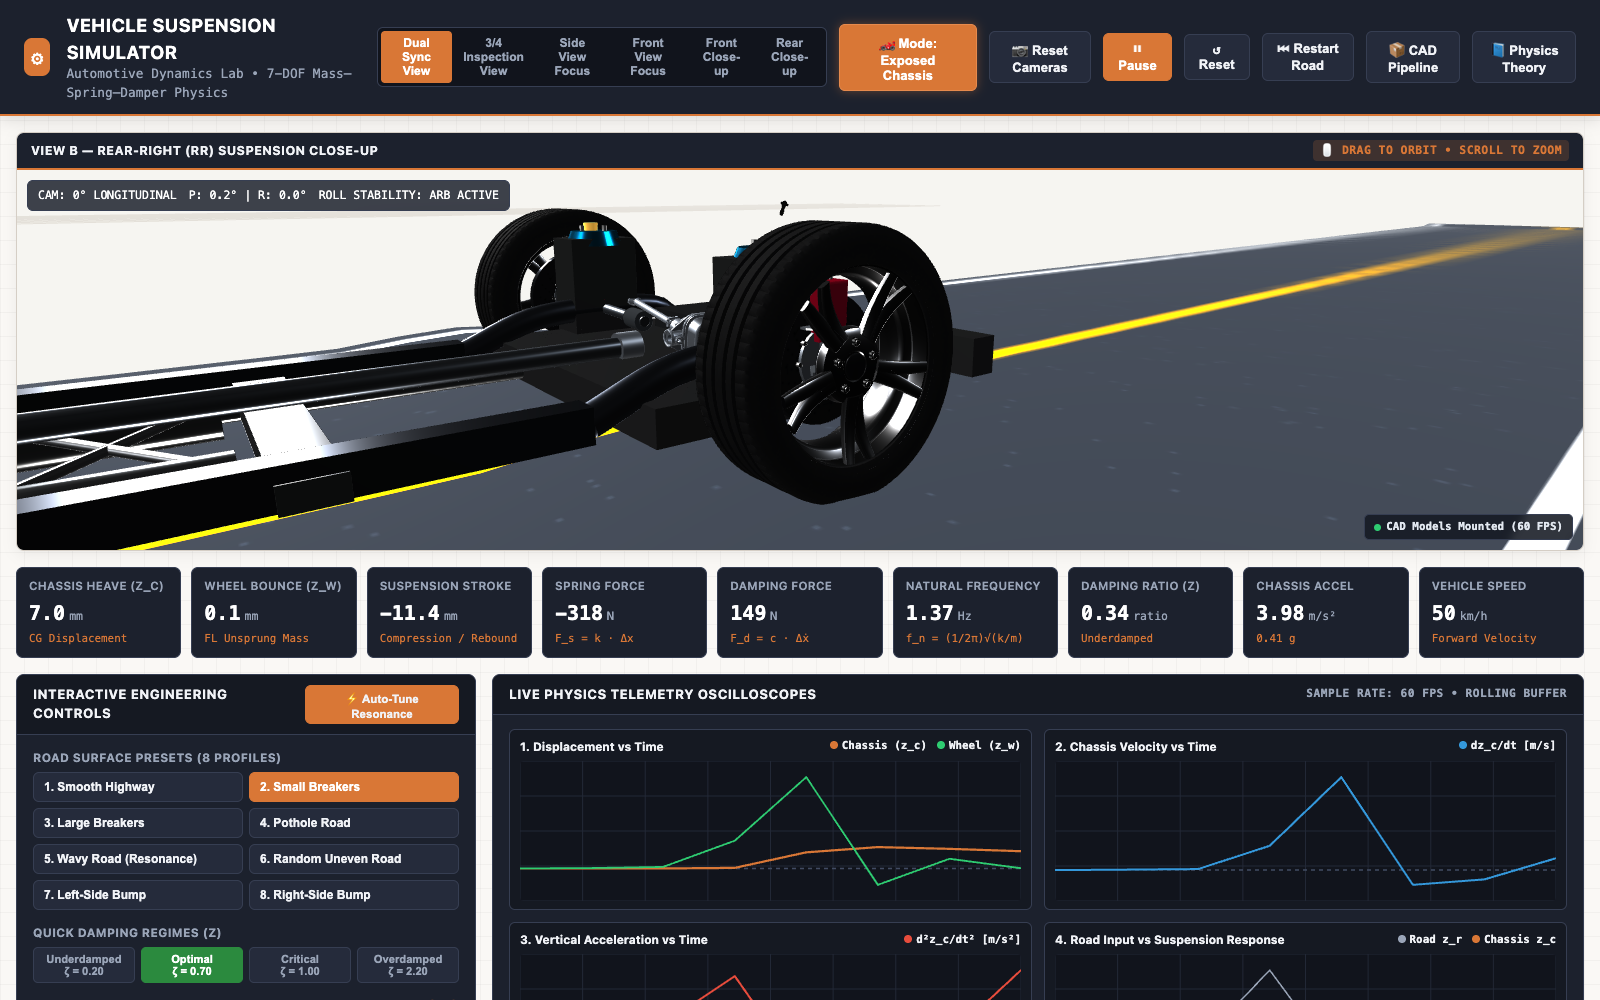 VEHICLE SUSPENSION
SIMULATOR
Automotive Dynamics Lab • 7-DOF Mass–
Spring–Damper Physics
Dual
Sync
View
3/4
Inspection
View
Side
View
Focus
Front
View
Focus
Front
Close-
up
Rear
Close-
up
🏎️ Mode:
Exposed
Chassis
📷 Reset
Cameras
⏸
Pause
↺
Reset
⏮ Restart
Road
📦 CAD
Pipeline
📘 Physics
Theory
VIEW B — REAR-RIGHT (RR) SUSPENSION CLOSE-UP
DRAG TO ORBIT • SCROLL TO ZOOM
CAM: 0° LONGITUDINAL P: 0.2° | R: 0.0° ROLL STABILITY: ARB ACTIVE
CAD Models Mounted (60 FPS)
CHASSIS HEAVE (Z_C)
7.0 mm
CG Displacement
WHEEL BOUNCE (Z_W)
0.1 mm
FL Unsprung Mass
SUSPENSION STROKE
−11.4 mm
Compression / Rebound
SPRING FORCE
−318 N
F_s = k · Δx
DAMPING FORCE
149 N
F_d = c · Δẋ
NATURAL FREQUENCY
1.37 Hz
f_n = (1/2π)√(k/m)
DAMPING RATIO (Z)
0.34 ratio
Underdamped
CHASSIS ACCEL
3.98 m/s²
0.41 g
VEHICLE SPEED
50 km/h
Forward Velocity
INTERACTIVE ENGINEERING
CONTROLS
⚡ Auto-Tune
Resonance
ROAD SURFACE PRESETS (8 PROFILES)
1. Smooth Highway
2. Small Breakers
3. Large Breakers
4. Pothole Road
5. Wavy Road (Resonance)
6. Random Uneven Road
7. Left-Side Bump
8. Right-Side Bump
QUICK DAMPING REGIMES (Z)
Underdamped
ζ = 0.20
Optimal
ζ = 0.70
Critical
ζ = 1.00
Overdamped
ζ = 2.20
LIVE PHYSICS TELEMETRY OSCILLOSCOPES
SAMPLE RATE: 60 FPS • ROLLING BUFFER
1. Displacement vs Time
Chassis (z_c) Wheel (z_w)
2. Chassis Velocity vs Time
dz_c/dt [m/s]
3. Vertical Acceleration vs Time
d²z_c/dt² [m/s²]
4. Road Input vs Suspension Response
Road z_r Chassis z_c